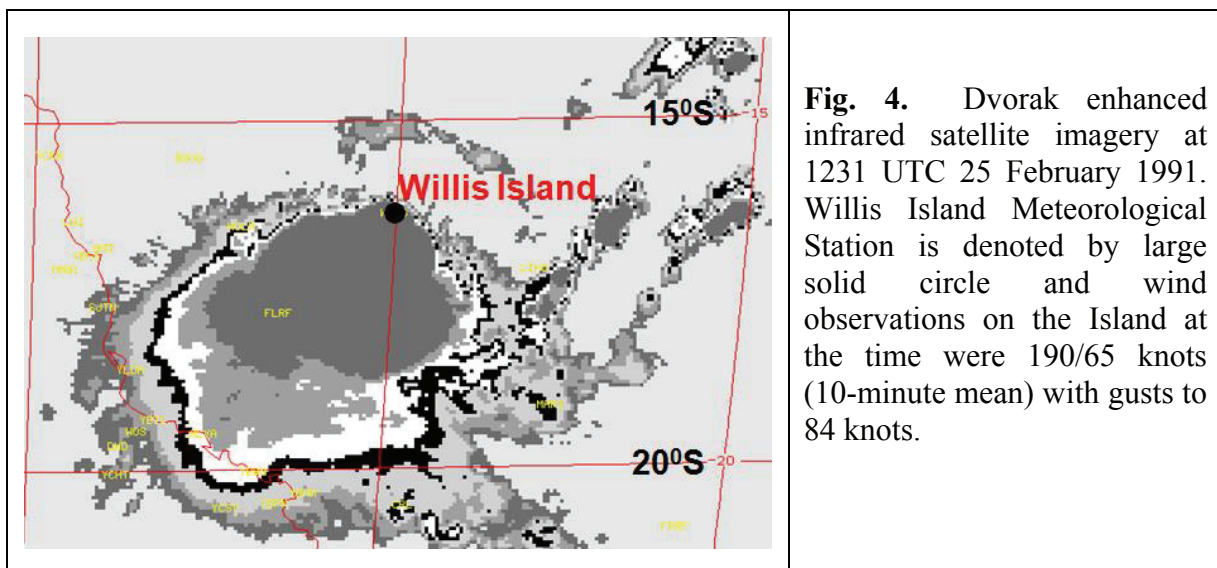 15⁰S
-15
Willis Island
FLRF
20⁰S
-20
Fig. 4. Dvorak enhanced
infrared satellite imagery at
1231 UTC 25 February 1991.
Willis Island Meteorological
Station is denoted by large
solid circle and wind
observations on the Island at
the time were 190/65 knots
(10-minute mean) with gusts to
84 knots.